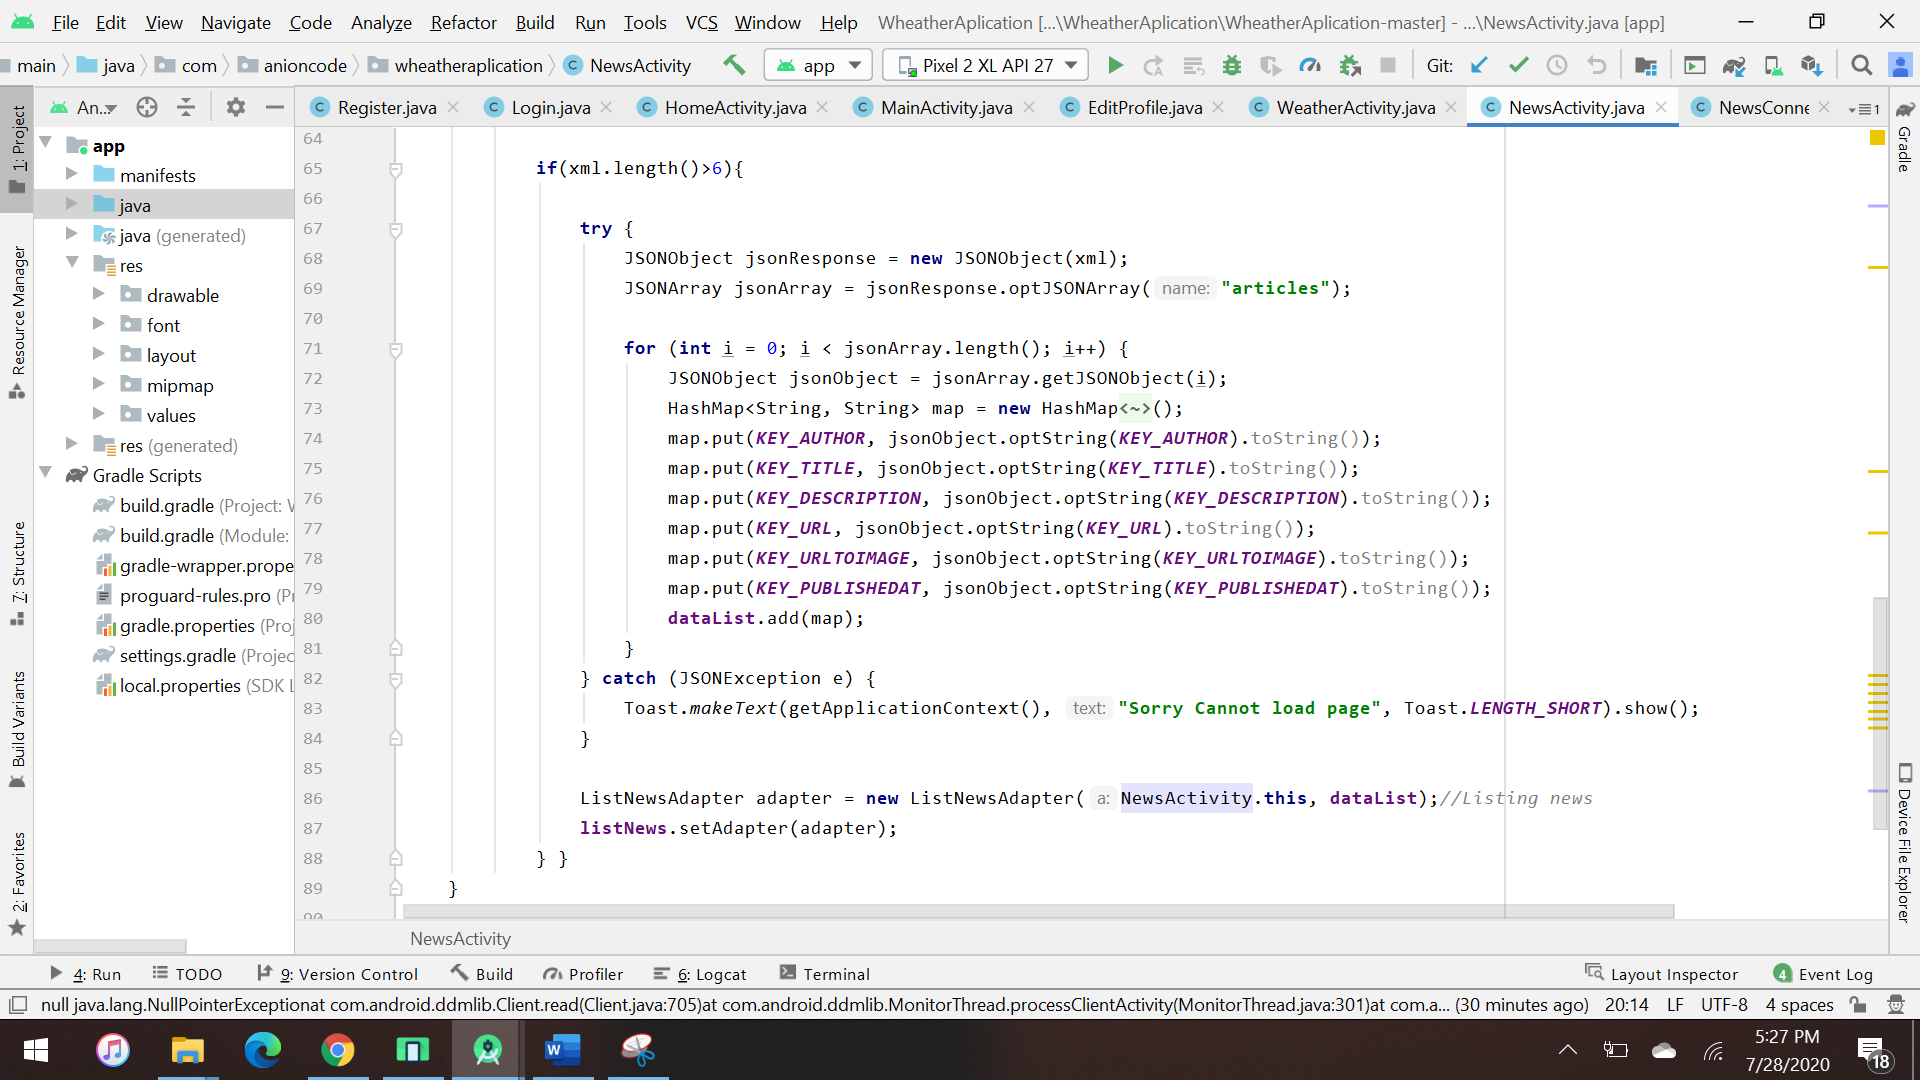 File Edit View Navigate Code Analyze Refactor Build Run Tools VCS Window Help WheatherAplication [...\WheatherAplication\WheatherAplication-master] - ...\NewsActivity.java [app]
main java com anioncode wheatheraplication NewsActivity app Pixel 2 XL API 27 Git:
An... Register.java Login.java HomeActivity.java MainActivity.java EditProfile.java WeatherActivity.java NewsActivity.java NewsConne 1
1: Project
Resource Manager
7: Structure
Build Variants
2: Favorites
app
manifests
java
java (generated)
res
drawable
font
layout
mipmap
values
res (generated)
Gradle Scripts
build.gradle (Project: W
build.gradle (Module:
gradle-wrapper.prope
proguard-rules.pro (Pr
gradle.properties (Proj
settings.gradle (Projec
local.properties (SDK L
64
65 if(xml.length()>6){
66
67 try {
68 JSONObject jsonResponse = new JSONObject(xml);
69 JSONArray jsonArray = jsonResponse.optJSONArray( name: "articles");
70
71 for (int i = 0; i < jsonArray.length(); i++) {
72 JSONObject jsonObject = jsonArray.getJSONObject(i);
73 HashMap<String, String> map = new HashMap<~>();
74 map.put(KEY_AUTHOR, jsonObject.optString(KEY_AUTHOR).toString());
75 map.put(KEY_TITLE, jsonObject.optString(KEY_TITLE).toString());
76 map.put(KEY_DESCRIPTION, jsonObject.optString(KEY_DESCRIPTION).toString());
77 map.put(KEY_URL, jsonObject.optString(KEY_URL).toString());
78 map.put(KEY_URLTOIMAGE, jsonObject.optString(KEY_URLTOIMAGE).toString());
79 map.put(KEY_PUBLISHEDAT, jsonObject.optString(KEY_PUBLISHEDAT).toString());
80 dataList.add(map);
81 }
82 } catch (JSONException e) {
83 Toast.makeText(getApplicationContext(), text: "Sorry Cannot load page", Toast.LENGTH_SHORT).show();
84 }
85
86 ListNewsAdapter adapter = new ListNewsAdapter( a: NewsActivity.this, dataList);//Listing news
87 listNews.setAdapter(adapter);
88 } }
89 }
90
NewsActivity
Gradle
Device File Explorer
4: Run TODO 9: Version Control Build Profiler 6: Logcat Terminal Layout Inspector 4 Event Log
null java.lang.NullPointerExceptionat com.android.ddmlib.Client.read(Client.java:705)at com.android.ddmlib.MonitorThread.processClientActivity(MonitorThread.java:301)at com.a... (30 minutes ago) 20:14 LF UTF-8 4 spaces
5:27 PM
7/28/2020
18